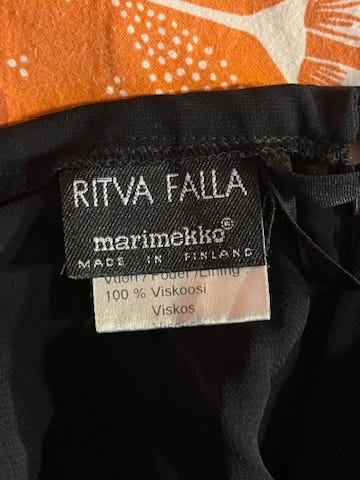 RITVA FALLA
marimekko®
MADE IN FINLAND
Vuori / Foder / Lining
100 % Viskoosi
Viskos